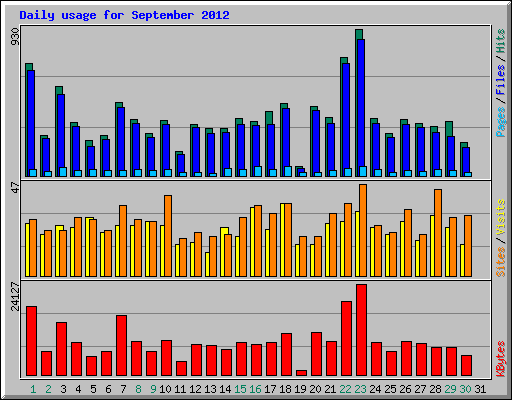 Daily usage for September 2012
930
47
24127
Pages / Files / Hits
Sites / Visits
KBytes
1 2 3 4 5 6 7 8 9 10 11 12 13 14 15 16 17 18 19 20 21 22 23 24 25 26 27 28 29 30 31